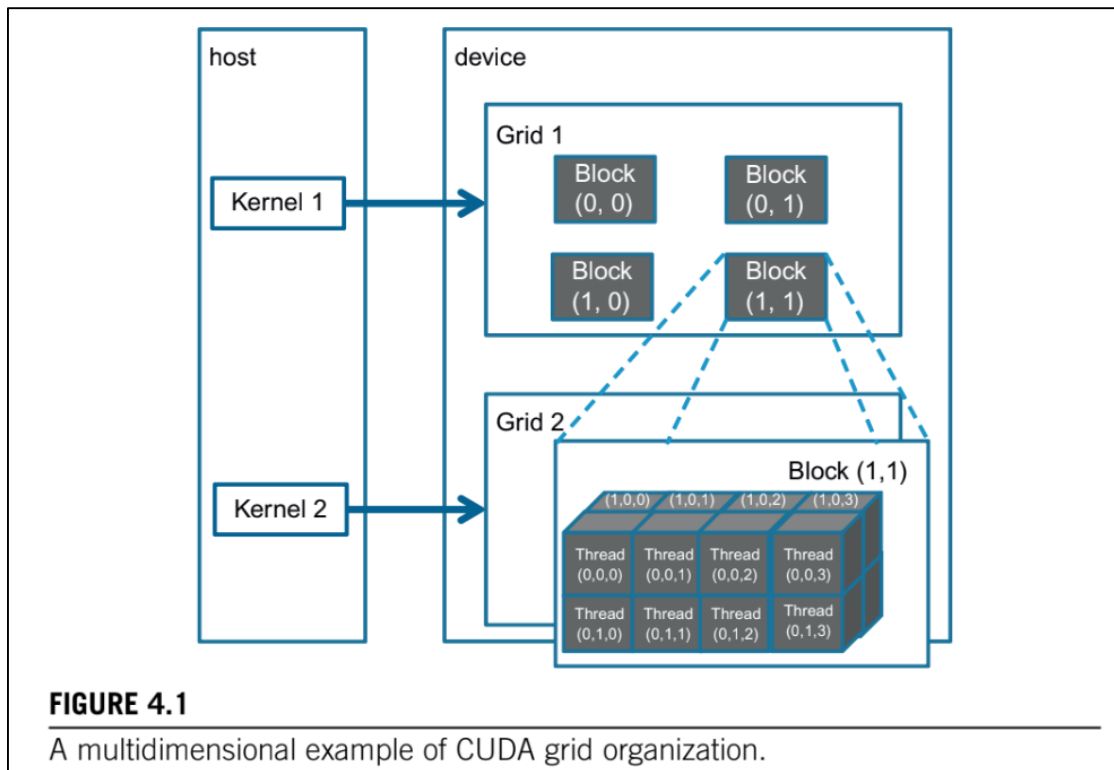 host
device
Grid 1
Block
(0, 0)
Block
(0, 1)
Kernel 1
Block
(1, 0)
Block
(1, 1)
Grid 2
Block (1,1)
Kernel 2
(1,0,0) (1,0,1) (1,0,2) (1,0,3)
Thread
(0,0,0)
Thread
(0,0,1)
Thread
(0,0,2)
Thread
(0,0,3)
Thread
(0,1,0)
Thread
(0,1,1)
Thread
(0,1,2)
Thread
(0,1,3)
FIGURE 4.1
A multidimensional example of CUDA grid organization.